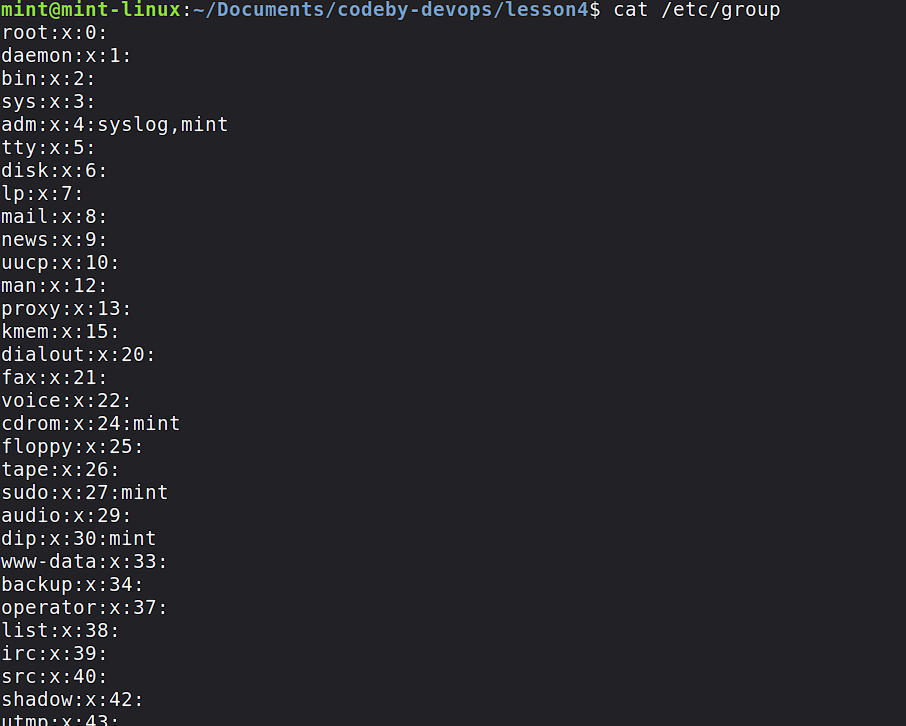 mint@mint-linux:~/Documents/codeby-devops/lesson4$ cat /etc/group
root:x:0:
daemon:x:1:
bin:x:2:
sys:x:3:
adm:x:4:syslog,mint
tty:x:5:
disk:x:6:
lp:x:7:
mail:x:8:
news:x:9:
uucp:x:10:
man:x:12:
proxy:x:13:
kmem:x:15:
dialout:x:20:
fax:x:21:
voice:x:22:
cdrom:x:24:mint
floppy:x:25:
tape:x:26:
sudo:x:27:mint
audio:x:29:
dip:x:30:mint
www-data:x:33:
backup:x:34:
operator:x:37:
list:x:38:
irc:x:39:
src:x:40:
shadow:x:42:
utmp:x:43: